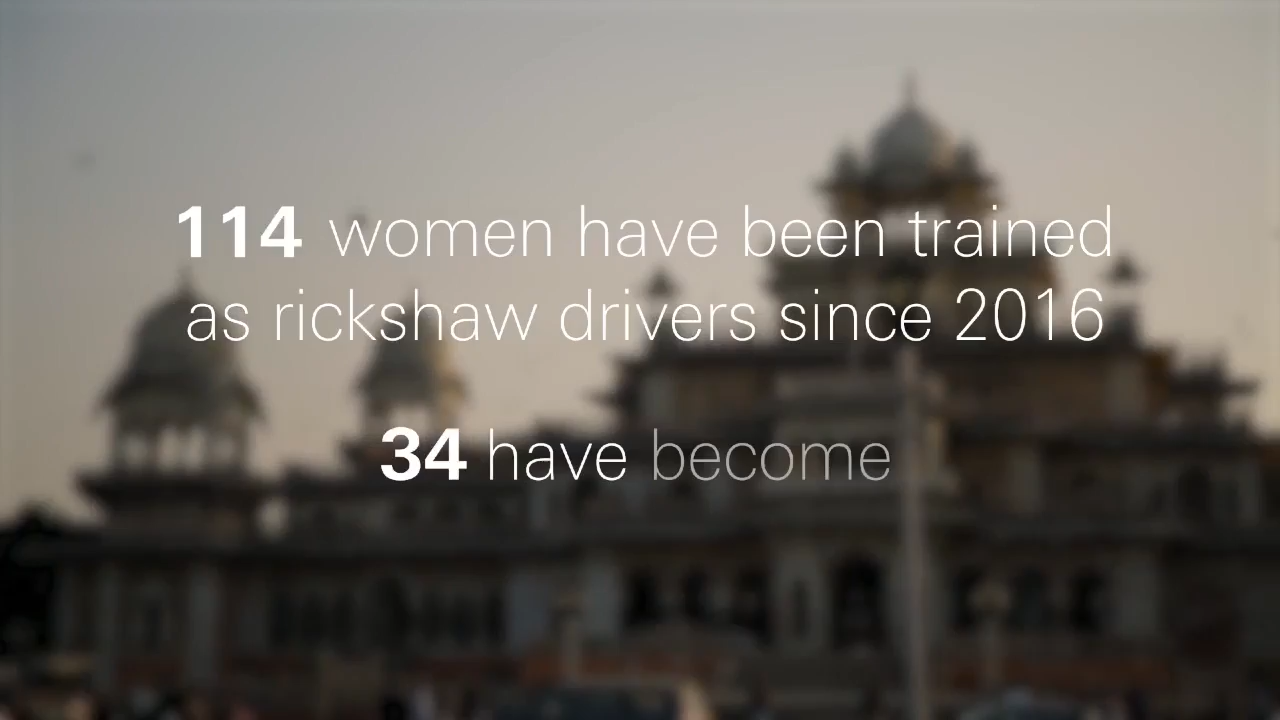 114 women have been trained
as rickshaw drivers since 2016
34 have become